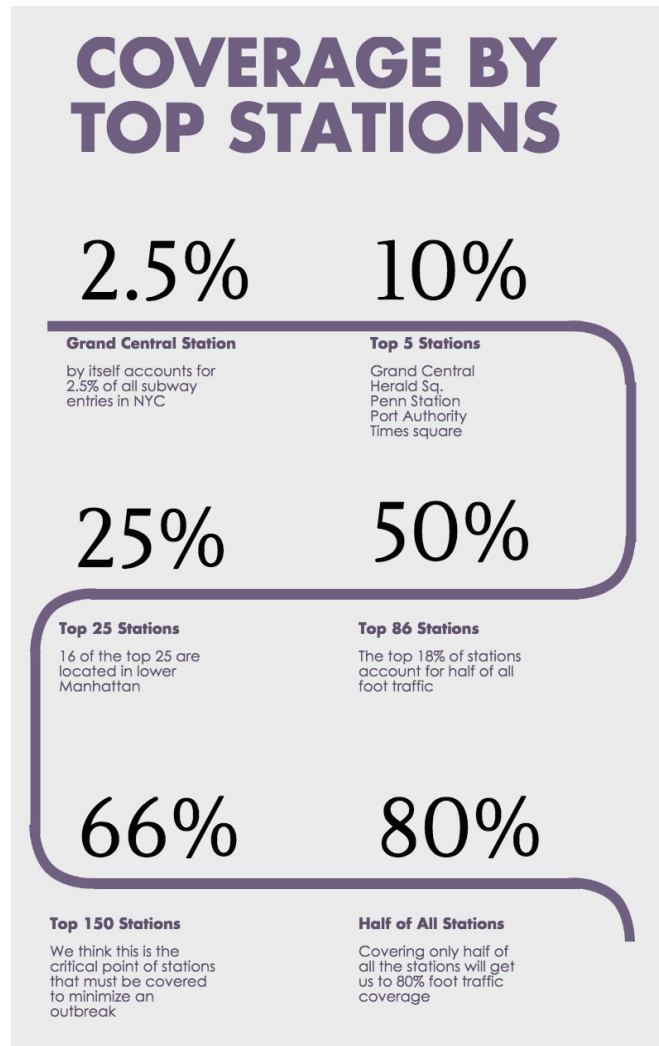 COVERAGE BY
TOP STATIONS
2.5%
Grand Central Station
by itself accounts for
2.5% of all subway
entries in NYC
10%
Top 5 Stations
Grand Central
Herald Sq.
Penn Station
Port Authority
Times square
25%
Top 25 Stations
16 of the top 25 are
located in lower
Manhattan
50%
Top 86 Stations
The top 18% of stations
account for half of all
foot traffic
66%
Top 150 Stations
We think this is the
critical point of stations
that must be covered
to minimize an
outbreak
80%
Half of All Stations
Covering only half of
all the stations will get
us to 80% foot traffic
coverage